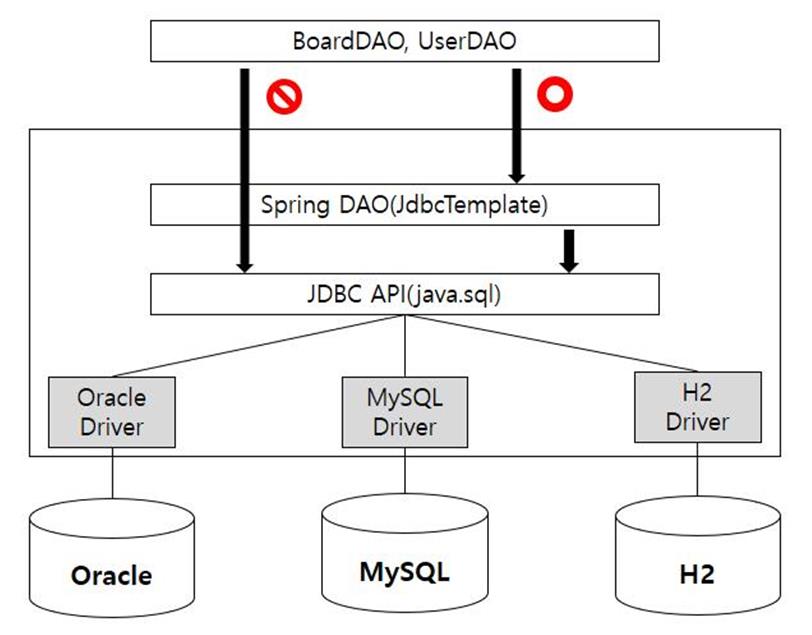 BoardDAO, UserDAO
Spring DAO(JdbcTemplate)
JDBC API(java.sql)
Oracle
Driver
MySQL
Driver
H2
Driver
Oracle
MySQL
H2